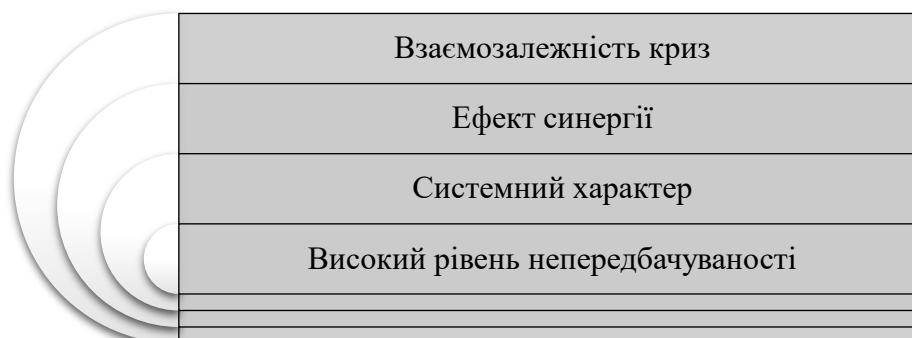 Взаємозалежність криз
Ефект синергії
Системний характер
Високий рівень непередбачуваності